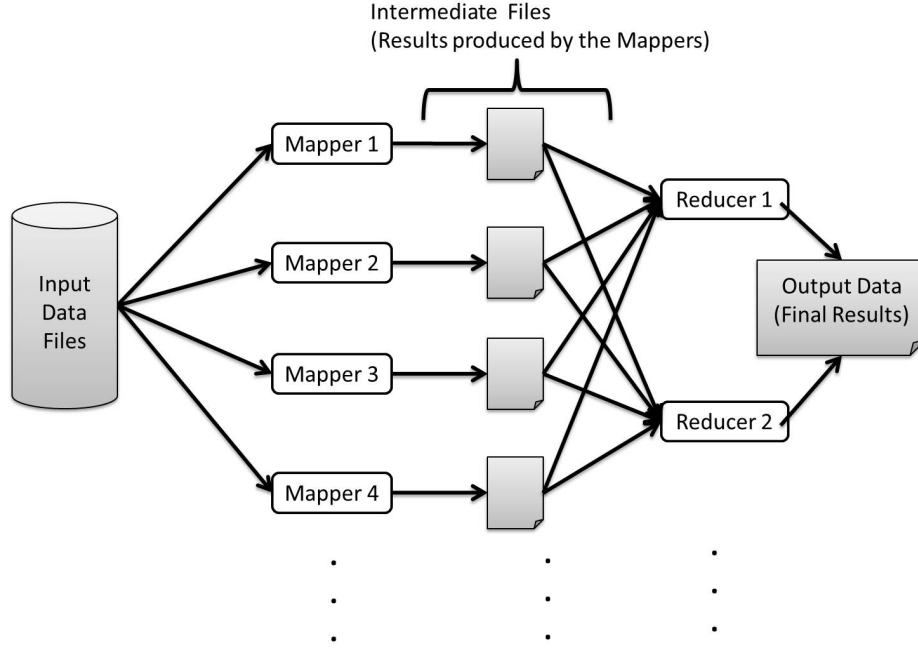 Intermediate Files
(Results produced by the Mappers)
Mapper 1
Mapper 2
Mapper 3
Mapper 4
Input
Data
Files
Reducer 1
Reducer 2
Output Data
(Final Results)